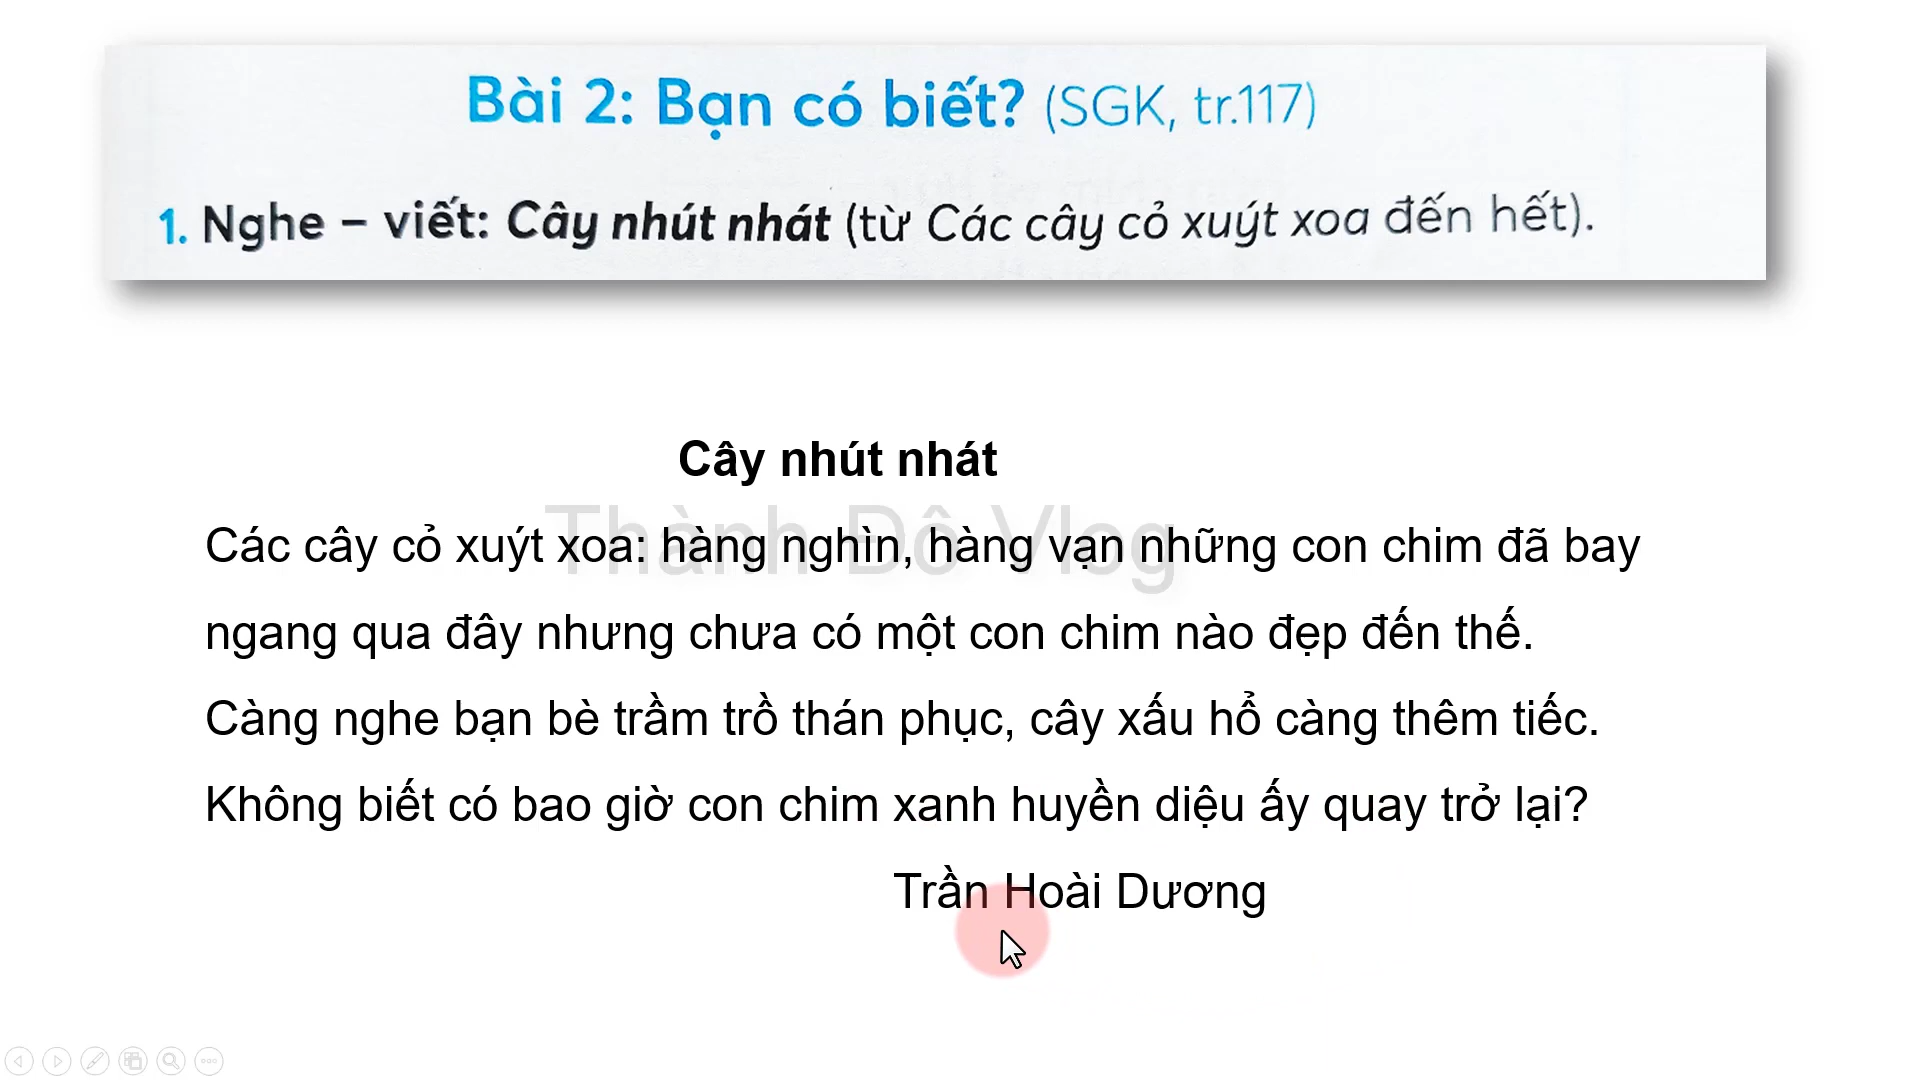 Bài 2: Bạn có biết? (SGK, tr.117)
1. Nghe – viết: Cây nhút nhát (từ Các cây cỏ xuýt xoa đến hết).
Cây nhút nhát
Thành Đô Vlog
Các cây cỏ xuýt xoa: hàng nghìn, hàng vạn những con chim đã bay
ngang qua đây nhưng chưa có một con chim nào đẹp đến thế.
Càng nghe bạn bè trầm trồ thán phục, cây xấu hổ càng thêm tiếc.
Không biết có bao giờ con chim xanh huyền diệu ấy quay trở lại?
Trần Hoài Dương